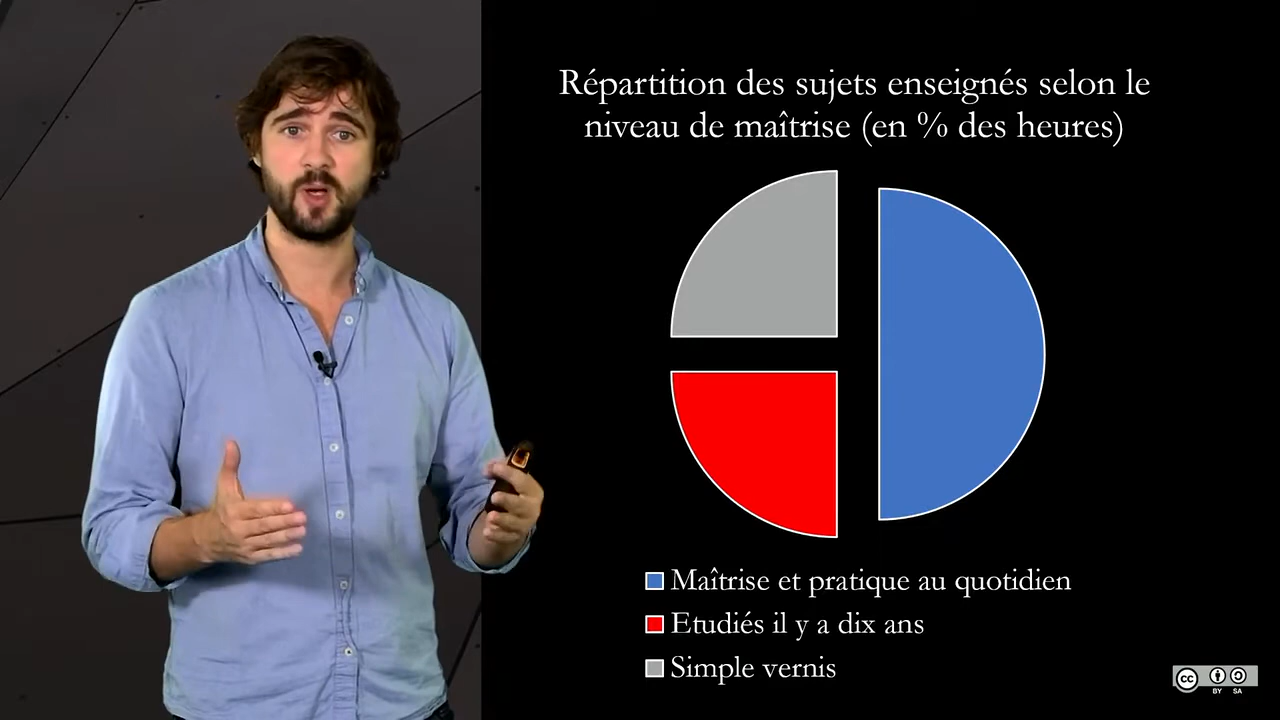 Répartition des sujets enseignés selon le
niveau de maîtrise (en % des heures)
Maîtrise et pratique au quotidien
Etudiés il y a dix ans
Simple vernis
cc
BY SA